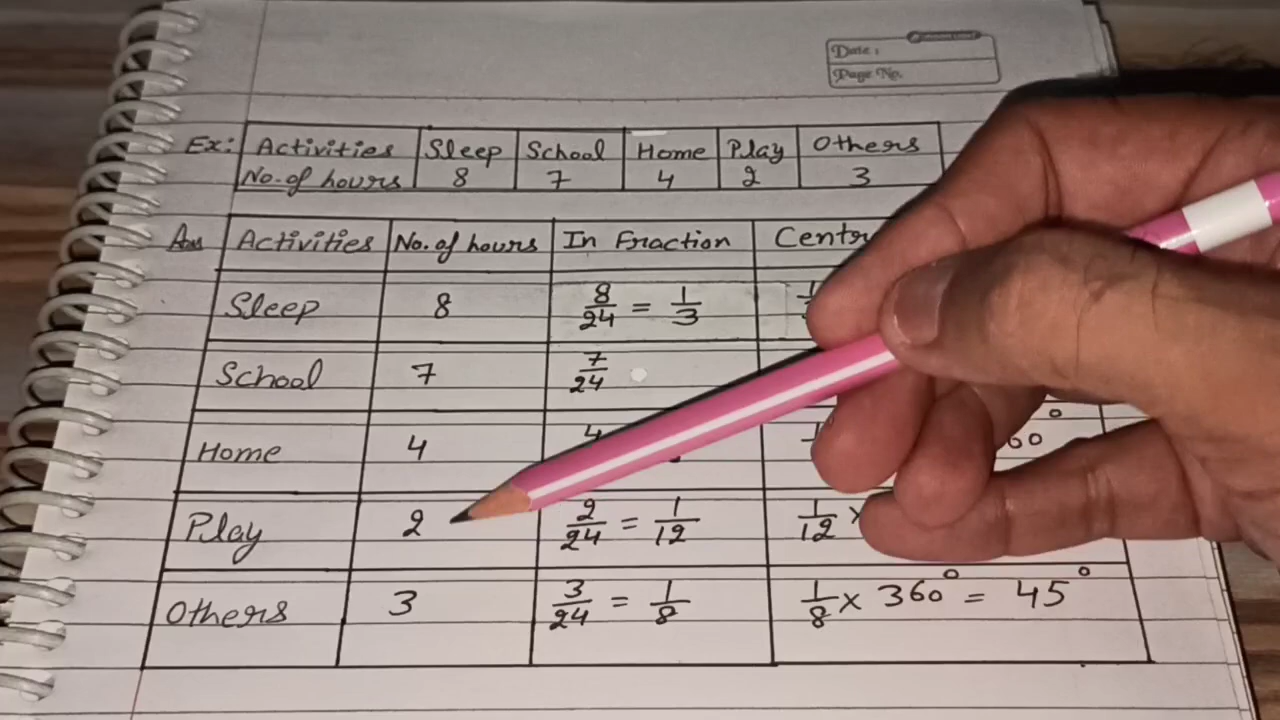 Date :
Page No.
Ex: Activities Sleep School Home Play Others
No. of hours 8 7 4 2 3
Ans Activities No. of hours In Fraction
Sleep 8 8/24 = 1/3
School 7 7/24
Home 4 4
Play 2 2/24 = 1/12 1/12 ×
Others 3 3/24 = 1/8 1/8 × 360° = 45°